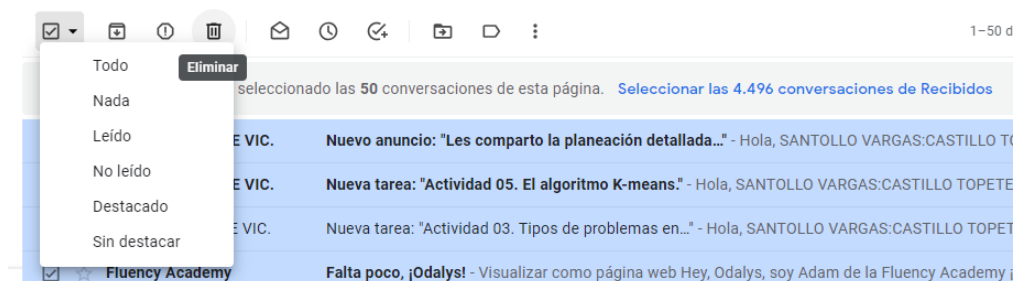 1–50 d
Todo
Eliminar
Nada
seleccionado las 50 conversaciones de esta página. Seleccionar las 4.496 conversaciones de Recibidos
Leído
E VIC. Nuevo anuncio: "Les comparto la planeación detallada…" - Hola, SANTOLLO VARGAS:CASTILLO TO
No leído
E VIC. Nueva tarea: "Actividad 05. El algoritmo K-means." - Hola, SANTOLLO VARGAS:CASTILLO TOPETE
Destacado
E VIC. Nueva tarea: "Actividad 03. Tipos de problemas en…" - Hola, SANTOLLO VARGAS:CASTILLO TOPET
Sin destacar
Fluency Academy Falta poco, ¡Odalys! - Visualizar como página web Hey, Odalys, soy Adam de la Fluency Academy ¡